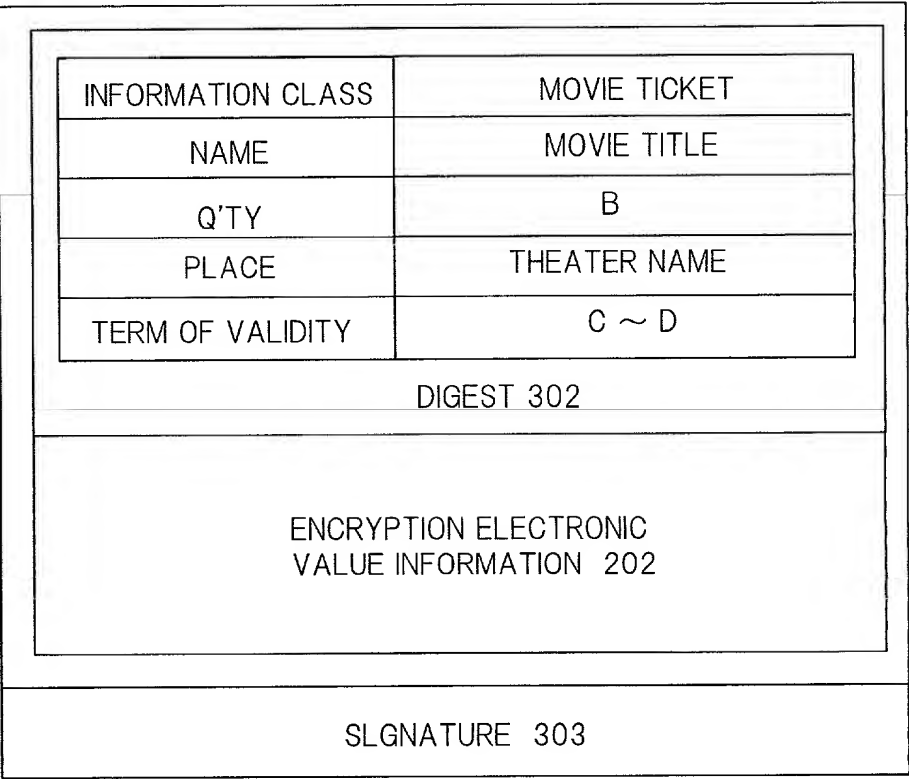 INFORMATION CLASS MOVIE TICKET
NAME MOVIE TITLE
Q'TY B
PLACE THEATER NAME
TERM OF VALIDITY C ～ D
DIGEST 302
ENCRYPTION ELECTRONIC
VALUE INFORMATION 202
SLGNATURE 303